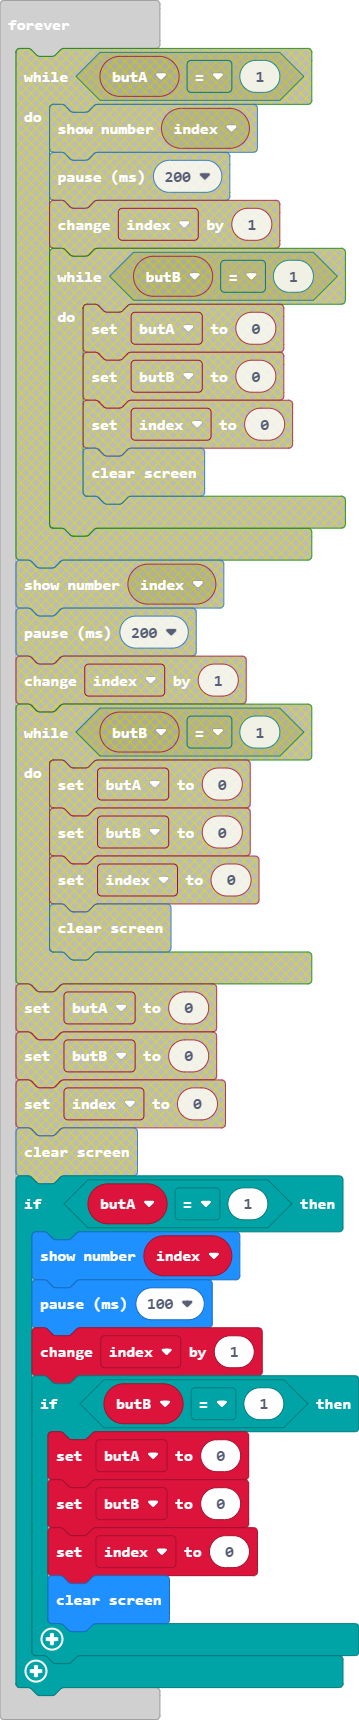 forever
while butA = 1
do
show number index
pause (ms) 200
change index by 1
while butB = 1
do
set butA to 0
set butB to 0
set index to 0
clear screen
show number index
pause (ms) 200
change index by 1
while butB = 1
do
set butA to 0
set butB to 0
set index to 0
clear screen
set butA to 0
set butB to 0
set index to 0
clear screen
if butA = 1 then
show number index
pause (ms) 100
change index by 1
if butB = 1 then
set butA to 0
set butB to 0
set index to 0
clear screen